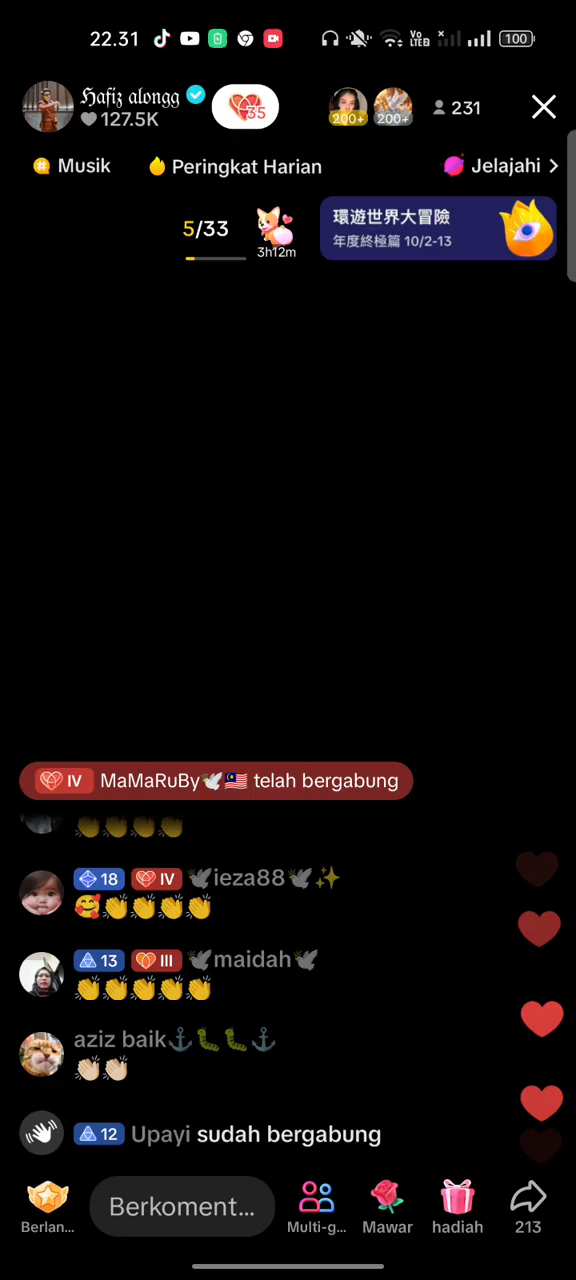 22.31
Vo
LTE2
100
ℌafiz alongg
127.5K
35
200+
200+
231
Musik
Peringkat Harian
Jelajahi
5/33
3h12m
環遊世界大冒險
年度終極篇 10/2-13
IV MaMaRuBy🕊🇲🇾 telah bergabung
👏👏👏👏
18 IV 🕊ieza88🕊✨
🥰👏👏👏👏
13 III 🕊maidah🕊
👏👏👏👏👏
aziz baik⚓🐛🐛⚓
👏🏻👏🏻
12 Upayi sudah bergabung
Berkoment...
Berlan...
Multi-g...
Mawar
hadiah
213